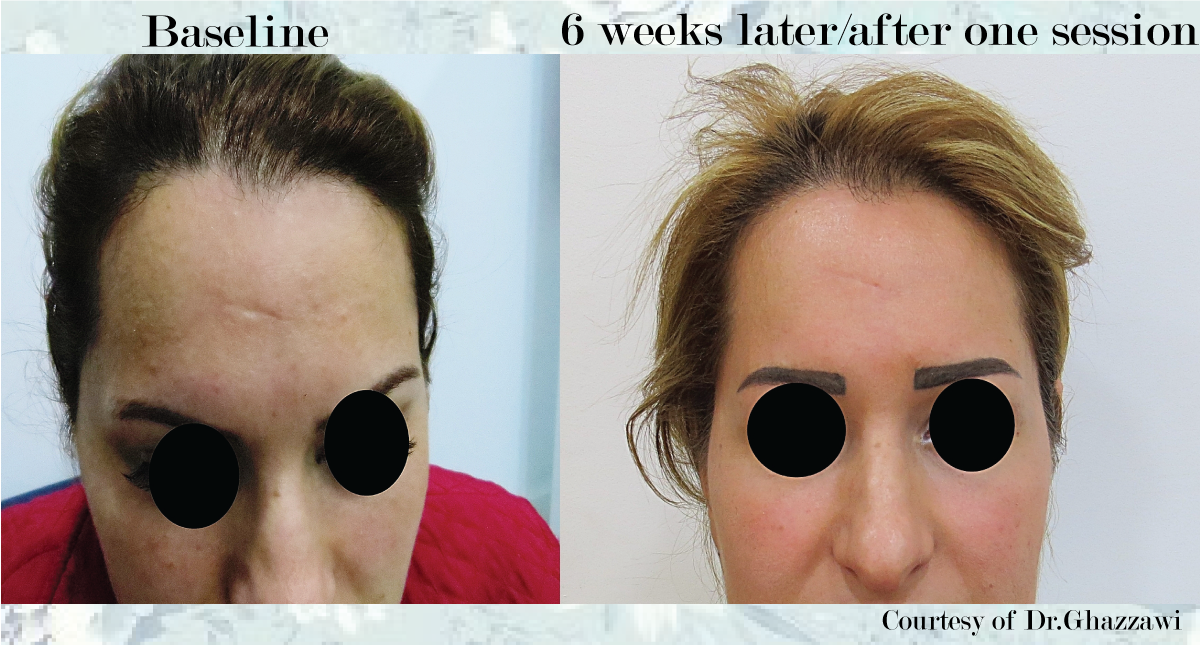 Baseline
6 weeks later/after one session
Courtesy of Dr.Ghazzawi